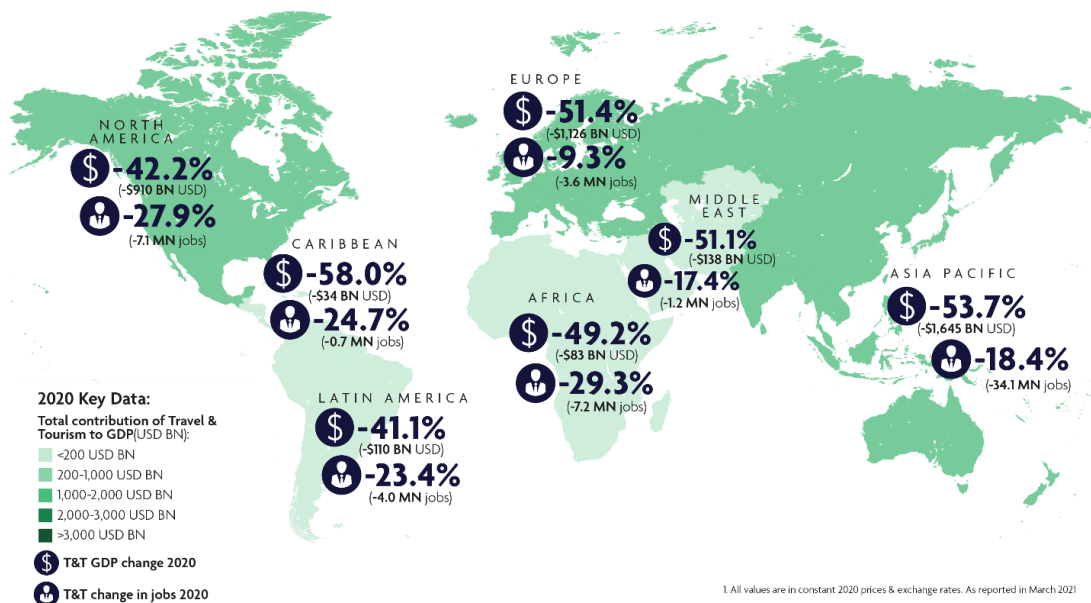 NORTH
AMERICA
$ -42.2%
(-$910 BN USD)
-27.9%
(-7.1 MN jobs)
EUROPE
$ -51.4%
(-$1,126 BN USD)
-9.3%
(-3.6 MN jobs)
MIDDLE
EAST
$ -51.1%
(-$138 BN USD)
-17.4%
(-1.2 MN jobs)
CARIBBEAN
$ -58.0%
(-$34 BN USD)
-24.7%
(-0.7 MN jobs)
AFRICA
$ -49.2%
(-$83 BN USD)
-29.3%
(-7.2 MN jobs)
ASIA PACIFIC
$ -53.7%
(-$1,645 BN USD)
-18.4%
(-34.1 MN jobs)
LATIN AMERICA
$ -41.1%
(-$110 BN USD)
-23.4%
(-4.0 MN jobs)
2020 Key Data:
Total contribution of Travel &
Tourism to GDP(USD BN):
<200 USD BN
200-1,000 USD BN
1,000-2,000 USD BN
2,000-3,000 USD BN
>3,000 USD BN
$ T&T GDP change 2020
T&T change in jobs 2020
1. All values are in constant 2020 prices & exchange rates. As reported in March 2021